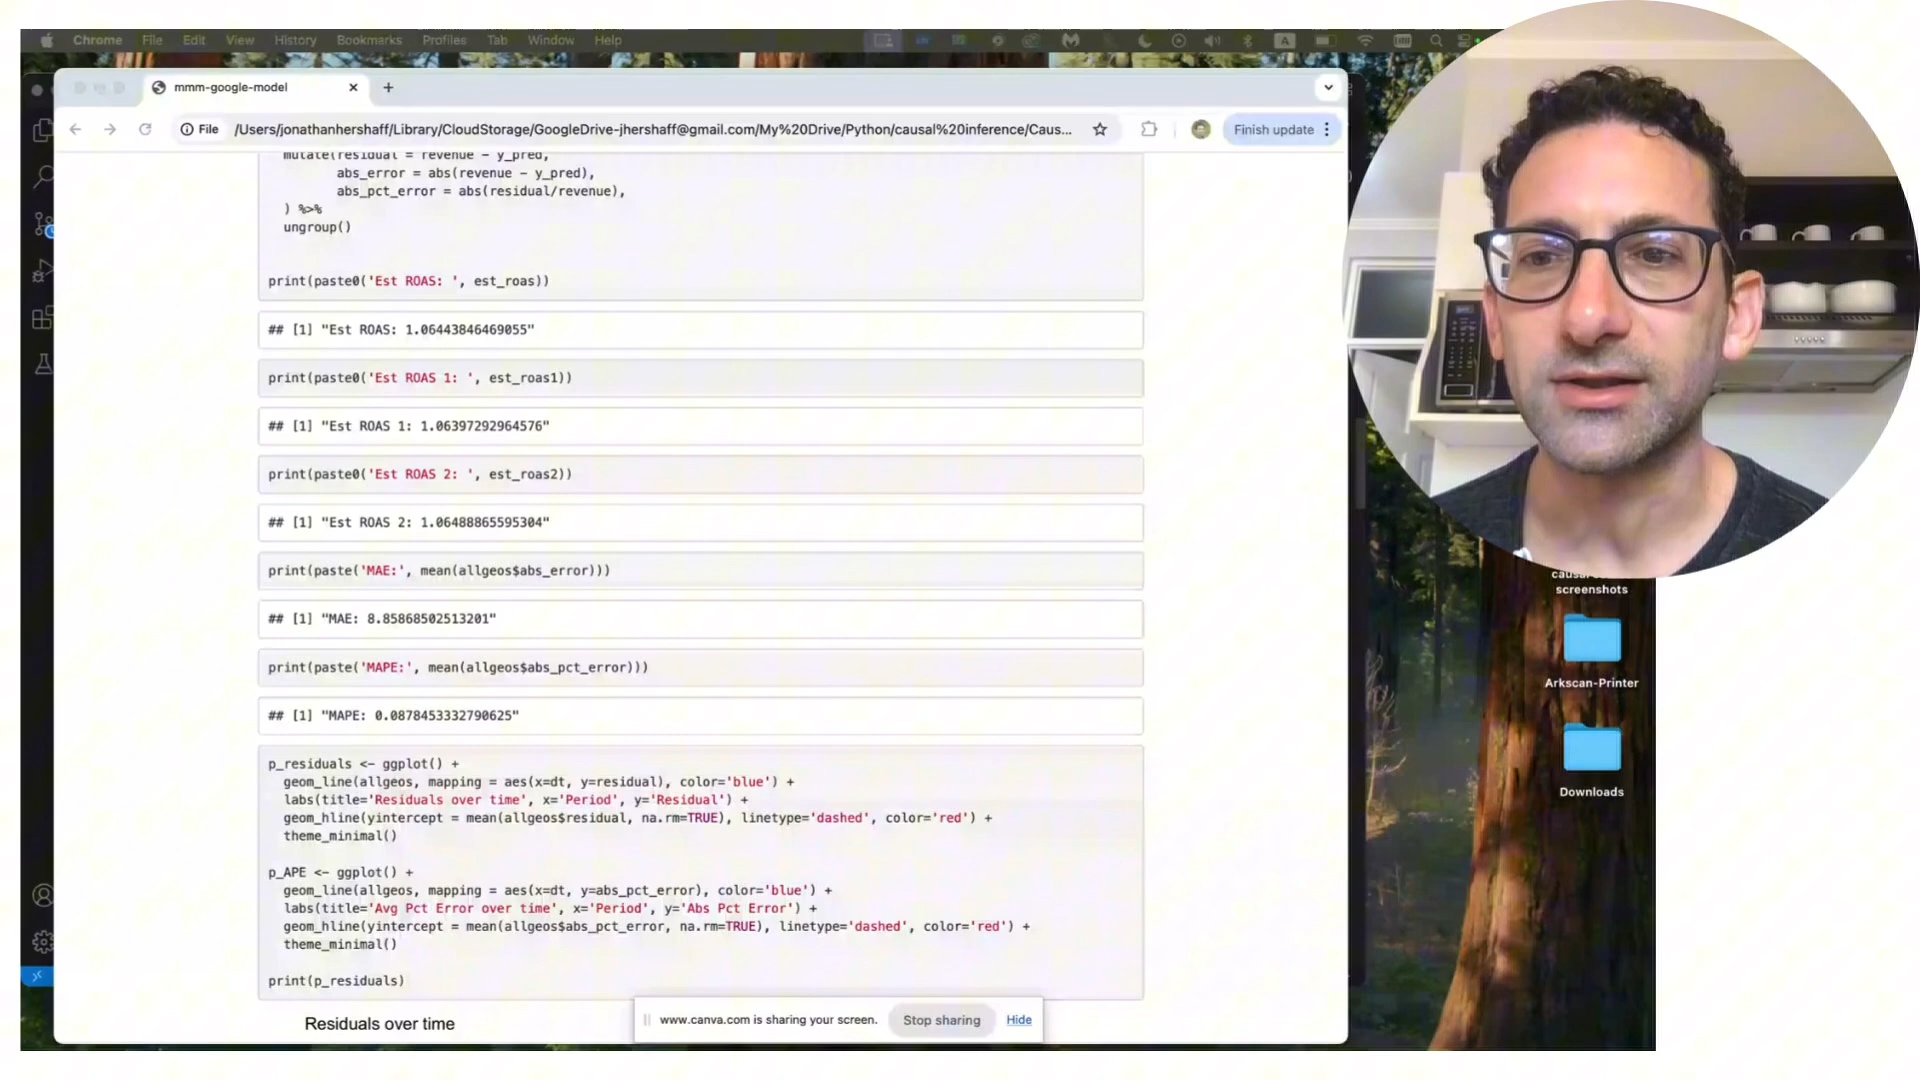 Chrome File Edit View History Bookmarks Profiles Tab Window Help
mmm-google-model
File /Users/jonathanhershaff/Library/CloudStorage/GoogleDrive-jhershaff@gmail.com/My%20Drive/Python/causal%20inference/Caus... Finish update
mutate(residual = revenue - y_pred,
abs_error = abs(revenue - y_pred),
abs_pct_error = abs(residual/revenue),
) %>%
ungroup()
print(paste0('Est ROAS: ', est_roas))
## [1] "Est ROAS: 1.06443846469055"
print(paste0('Est ROAS 1: ', est_roas1))
## [1] "Est ROAS 1: 1.06397292964576"
print(paste0('Est ROAS 2: ', est_roas2))
## [1] "Est ROAS 2: 1.06488865595304"
print(paste('MAE:', mean(allgeos$abs_error)))
## [1] "MAE: 8.85868502513201"
print(paste('MAPE:', mean(allgeos$abs_pct_error)))
## [1] "MAPE: 0.0878453332790625"
p_residuals <- ggplot() +
geom_line(allgeos, mapping = aes(x=dt, y=residual), color='blue') +
labs(title='Residuals over time', x='Period', y='Residual') +
geom_hline(yintercept = mean(allgeos$residual, na.rm=TRUE), linetype='dashed', color='red') +
theme_minimal()
p_APE <- ggplot() +
geom_line(allgeos, mapping = aes(x=dt, y=abs_pct_error), color='blue') +
labs(title='Avg Pct Error over time', x='Period', y='Abs Pct Error') +
geom_hline(yintercept = mean(allgeos$abs_pct_error, na.rm=TRUE), linetype='dashed', color='red') +
theme_minimal()
print(p_residuals)
Residuals over time
www.canva.com is sharing your screen. Stop sharing Hide
screenshots
Arkscan-Printer
Downloads